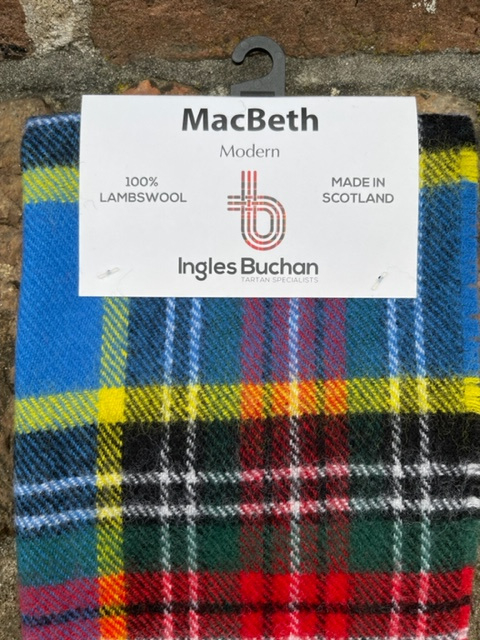 MacBeth
Modern
100%
LAMBSWOOL
MADE IN
SCOTLAND
Ingles Buchan
TARTAN SPECIALISTS